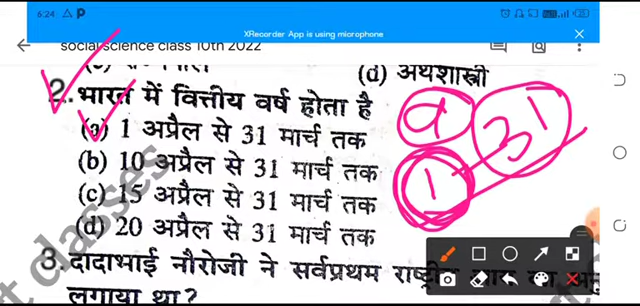 6:24
XRecorder App is using microphone
social science class 10th 2022
(d) अर्थशास्त्री
2. भारत में वित्तीय वर्ष होता है
(a) 1 अप्रैल से 31 मार्च तक
(b) 10 अप्रैल से 31 मार्च तक
(c) 15 अप्रैल से 31 मार्च तक
(d) 20 अप्रैल से 31 मार्च तक
3. दादाभाई नौरोजी ने सर्वप्रथम
लगाया था?
a
1 31
classes